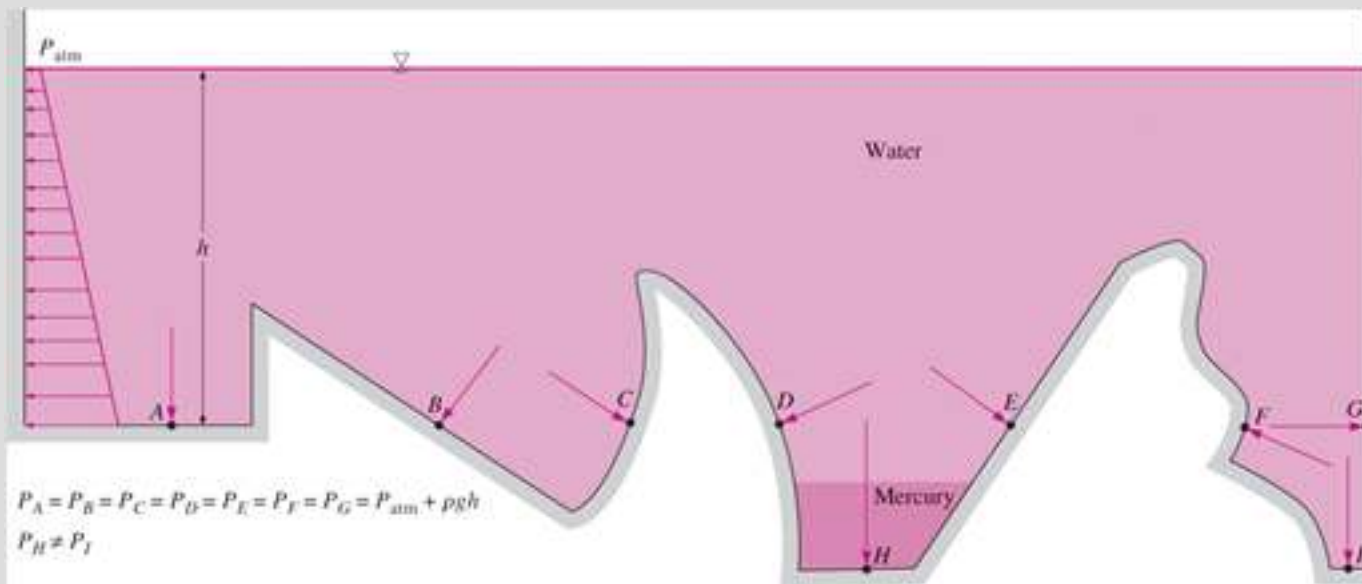 P_atm
h
Water
A
B
C
D
E
F
G
Mercury
H
I
P_A = P_B = P_C = P_D = P_E = P_F = P_G = P_atm + ρgh
P_H ≠ P_I